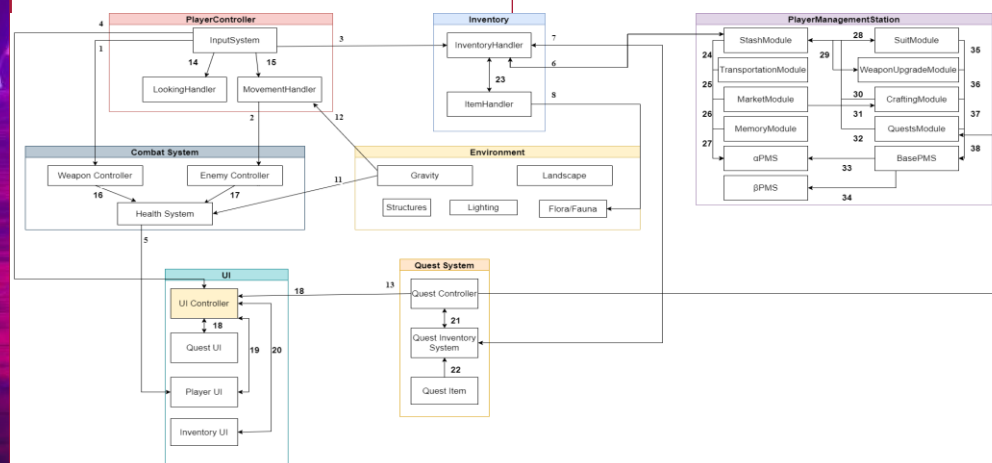 PlayerController
InputSystem
LookingHandler
MovementHandler
4
1
14
15
3
2
12
Inventory
InventoryHandler
ItemHandler
23
7
6
8
PlayerManagementStation
StashModule
SuitModule
TransportationModule
WeaponUpgradeModule
MarketModule
CraftingModule
MemoryModule
QuestsModule
αPMS
BasePMS
βPMS
24
25
26
27
28
29
30
31
32
33
34
35
36
37
38
Combat System
Weapon Controller
Enemy Controller
Health System
16
17
5
11
Environment
Gravity
Landscape
Structures
Lighting
Flora/Fauna
UI
UI Controller
Quest UI
Player UI
Inventory UI
18
19
20
18
13
Quest System
Quest Controller
Quest Inventory
System
Quest Item
21
22